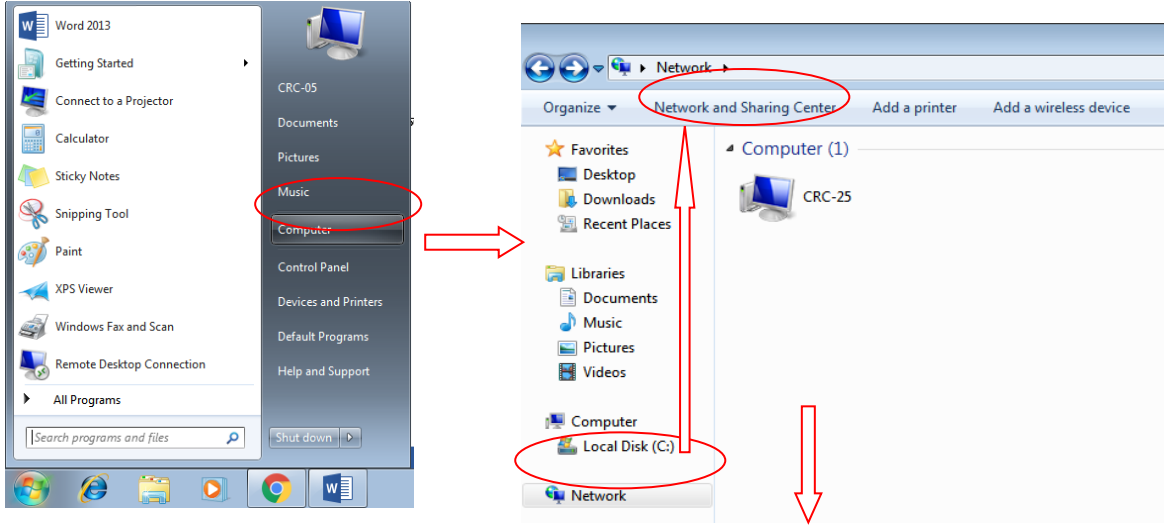 Word 2013
Getting Started
Connect to a Projector
Calculator
Sticky Notes
Snipping Tool
Paint
XPS Viewer
Windows Fax and Scan
Remote Desktop Connection
All Programs
Search programs and files
CRC-05
Documents
Pictures
Music
Computer
Control Panel
Devices and Printers
Default Programs
Help and Support
Shut down
Network
Organize Network and Sharing Center Add a printer Add a wireless device
Favorites
Desktop
Downloads
Recent Places
Libraries
Documents
Music
Pictures
Videos
Computer
Local Disk (C:)
Network
Computer (1)
CRC-25